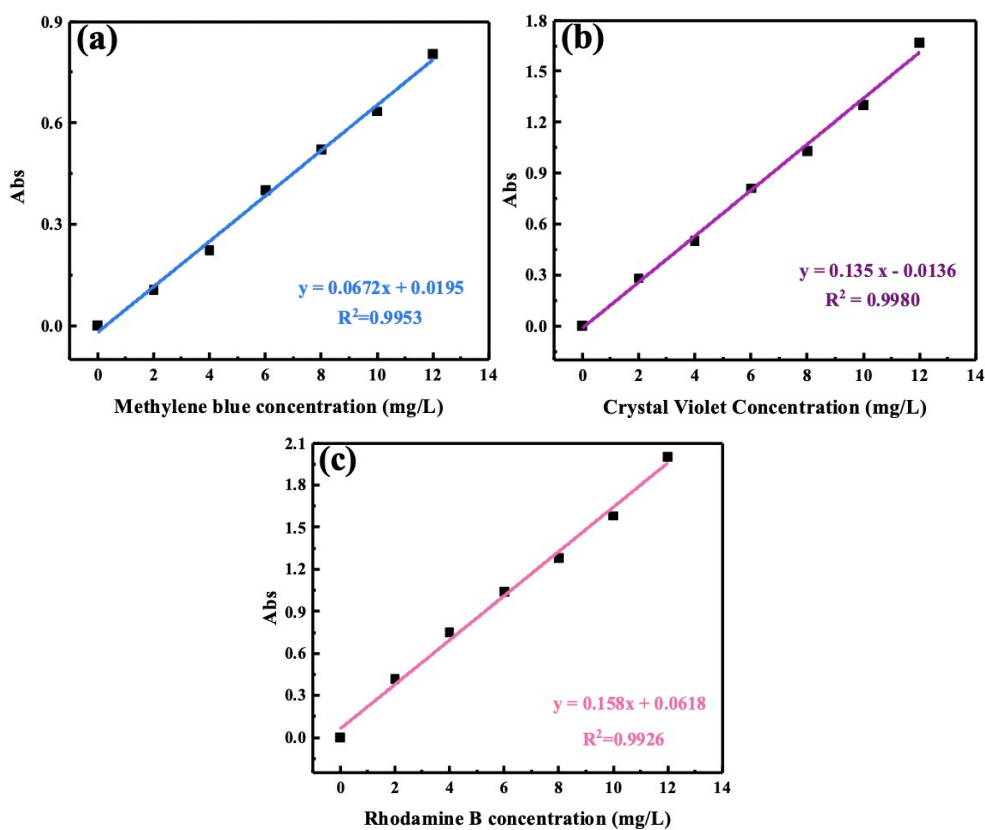 (a)
0.9
0.6
0.3
0.0
Abs
y = 0.0672x + 0.0195
R²=0.9953
0 2 4 6 8 10 12 14
Methylene blue concentration (mg/L)
(b)
1.8
1.5
1.2
0.9
0.6
0.3
0.0
Abs
y = 0.135 x - 0.0136
R² = 0.9980
0 2 4 6 8 10 12 14
Crystal Violet Concentration (mg/L)
(c)
2.1
1.8
1.5
1.2
0.9
0.6
0.3
0.0
Abs
y = 0.158x + 0.0618
R²=0.9926
0 2 4 6 8 10 12 14
Rhodamine B concentration (mg/L)